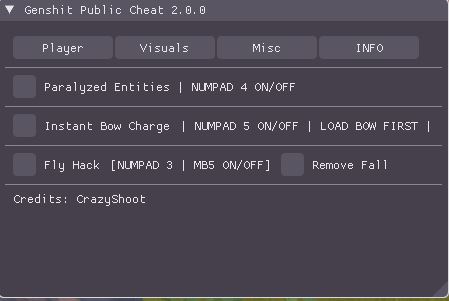 Genshit Public Cheat 2.0.0
Player Visuals Misc INFO
Paralyzed Entities | NUMPAD 4 ON/OFF
Instant Bow Charge | NUMPAD 5 ON/OFF | LOAD BOW FIRST |
Fly Hack [NUMPAD 3 | MB5 ON/OFF] Remove Fall
Credits: CrazyShoot